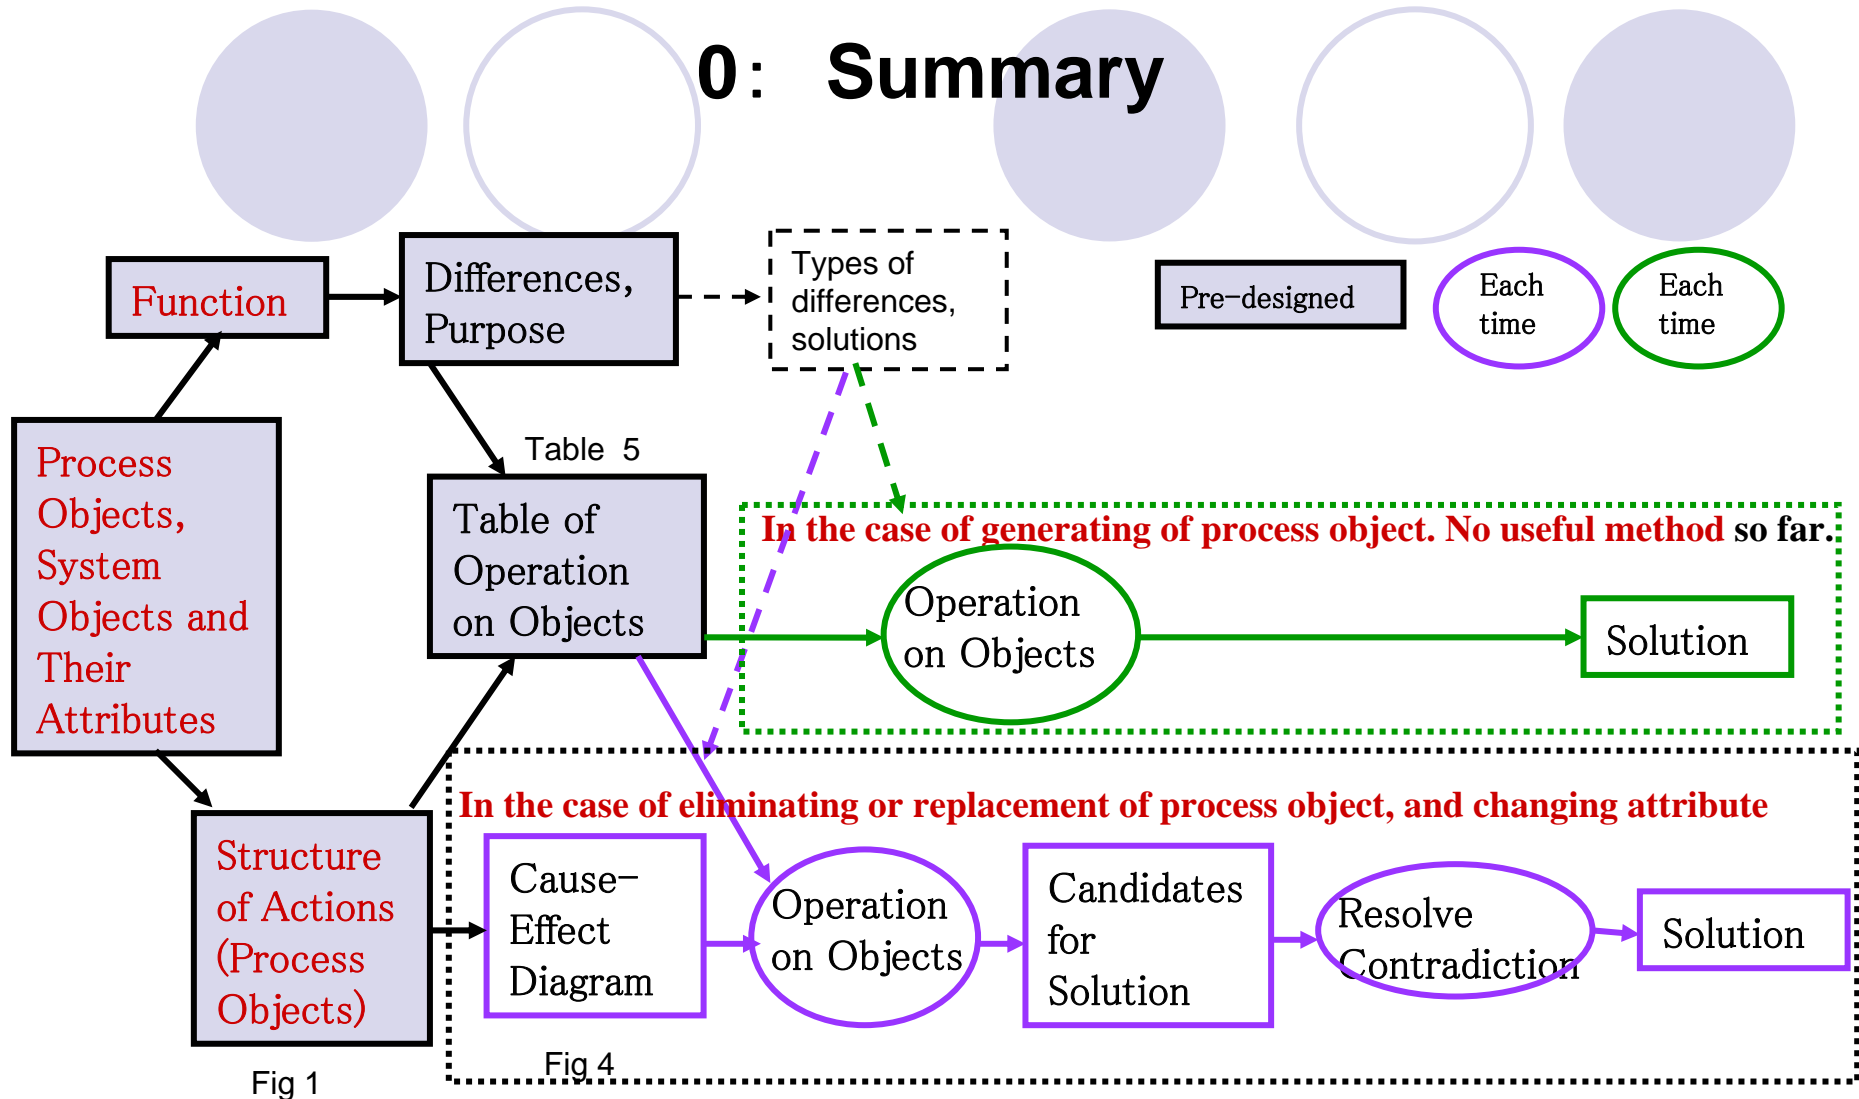 0： Summary
Function
Differences,
Purpose
Types of
differences,
solutions
Pre-designed
Each
time
Each
time
Process
Objects,
System
Objects and
Their
Attributes
Table 5
Table of
Operation
on Objects
In the case of generating of process object. No useful method so far.
Operation
on Objects
Solution
In the case of eliminating or replacement of process object, and changing attribute
Structure
of Actions
(Process
Objects)
Cause-
Effect
Diagram
Operation
on Objects
Candidates
for
Solution
Resolve
Contradiction
Solution
Fig 4
Fig 1